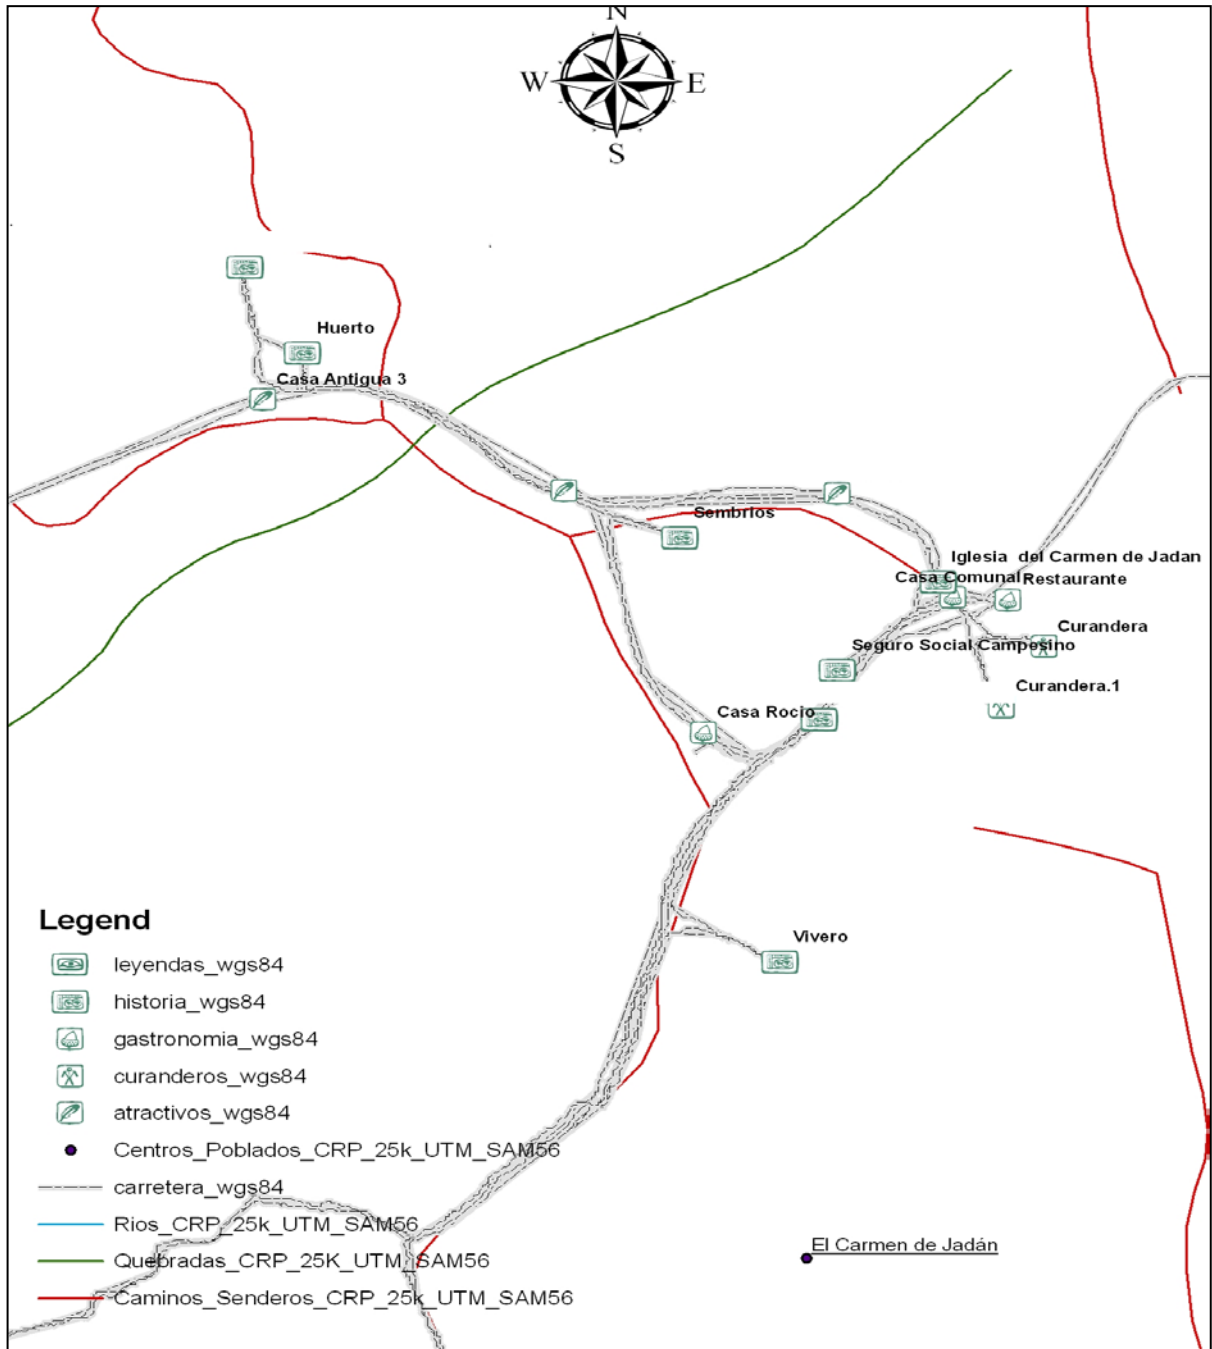 N
W E
S
Huerto
Casa Antigua 3
Sembrios
Iglesia del Carmen de Jadan
Casa Comunal
Restaurante
Curandera
Seguro Social Campesino
Curandera.1
Casa Rocio
Vivero
Legend
leyendas_wgs84
historia_wgs84
gastronomia_wgs84
curanderos_wgs84
atractivos_wgs84
Centros_Poblados_CRP_25k_UTM_SAM56
carretera_wgs84
Rios_CRP_25k_UTM_SAM56
Quebradas_CRP_25K_UTM_SAM56
Caminos_Senderos_CRP_25k_UTM_SAM56
El Carmen de Jadán